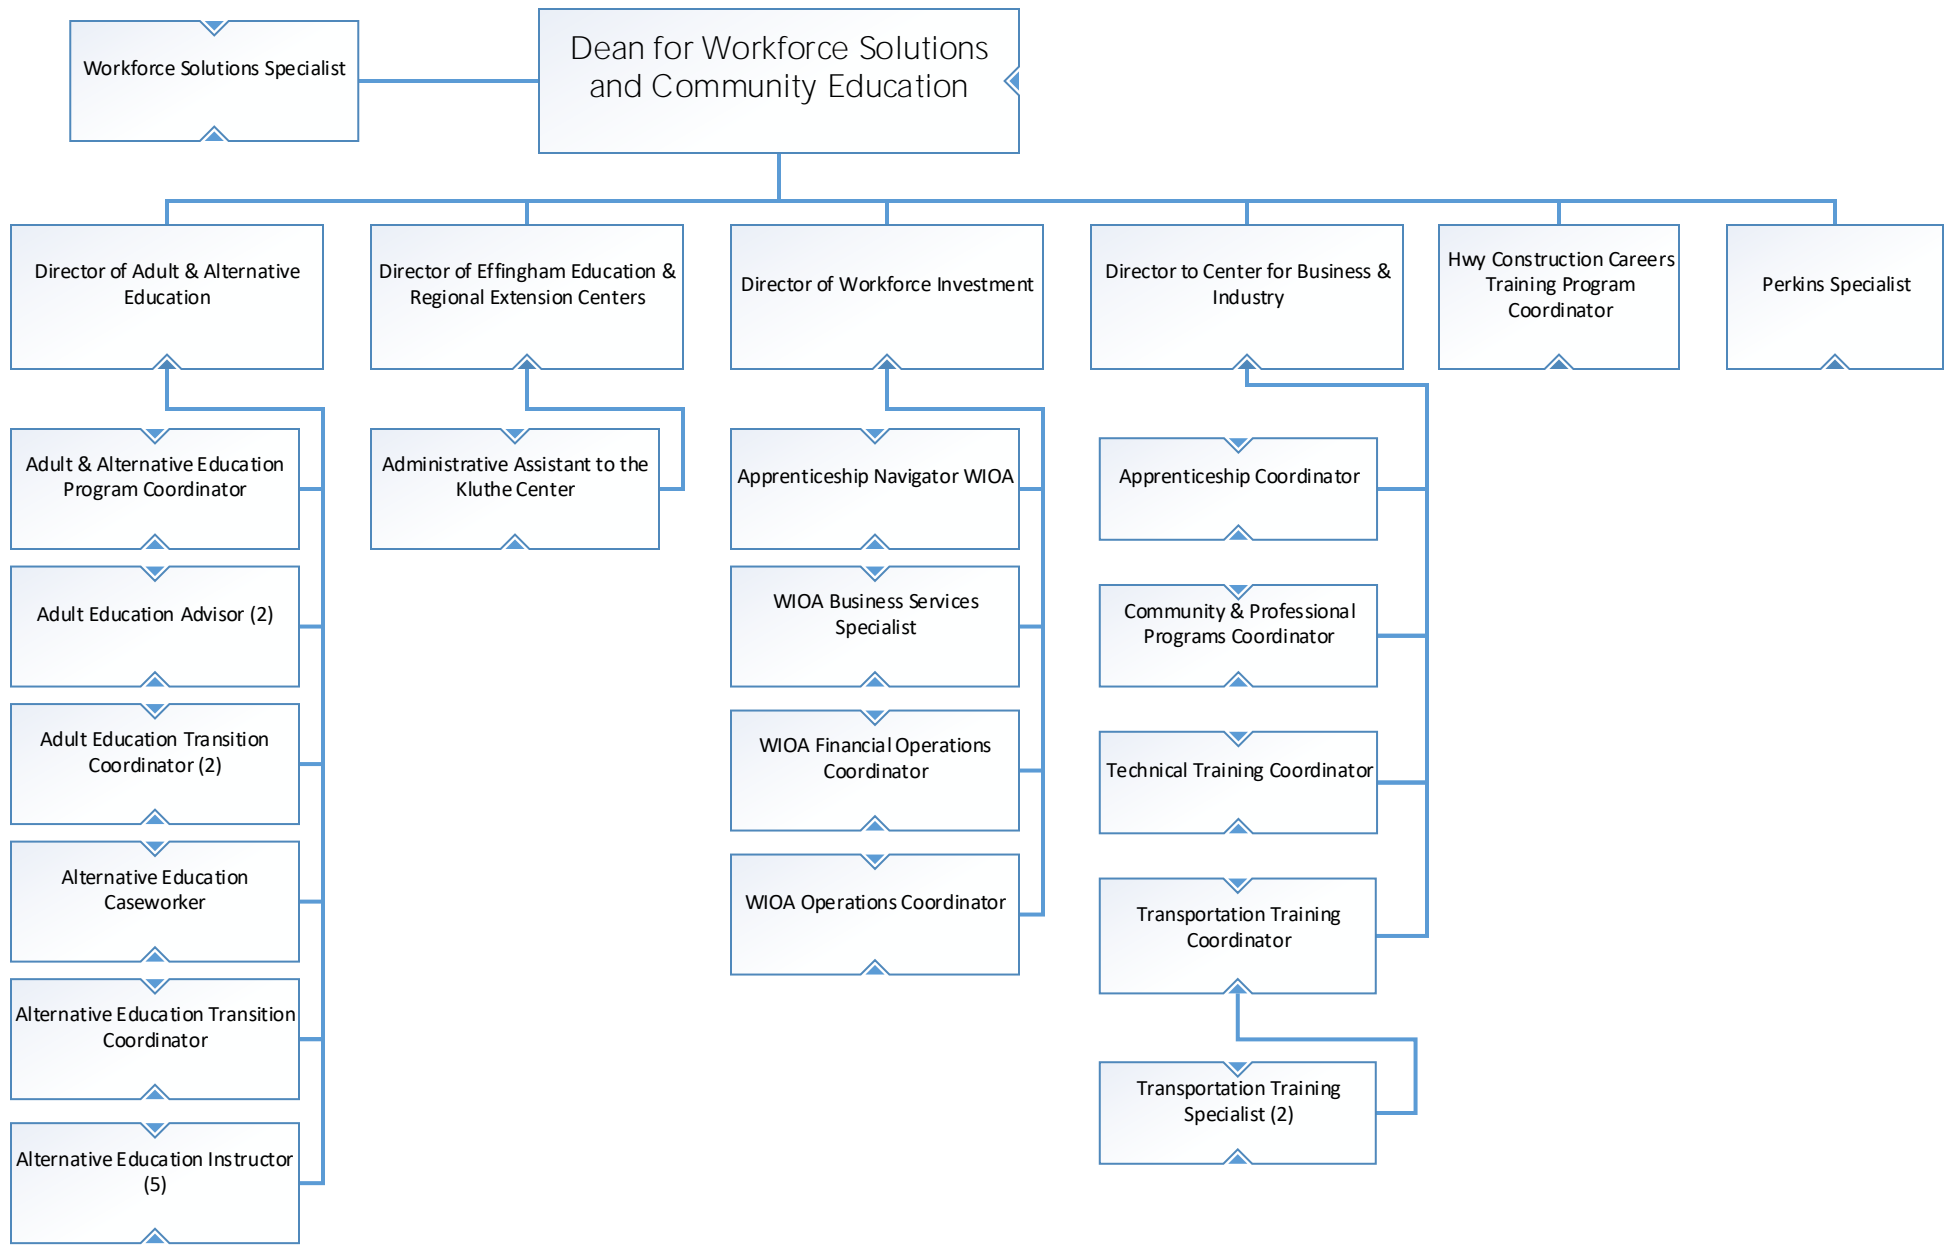 Workforce Solutions Specialist
Dean for Workforce Solutions
and Community Education
Director of Adult & Alternative
Education
Director of Effingham Education &
Regional Extension Centers
Director of Workforce Investment
Director to Center for Business &
Industry
Hwy Construction Careers
Training Program
Coordinator
Perkins Specialist
Adult & Alternative Education
Program Coordinator
Adult Education Advisor (2)
Adult Education Transition
Coordinator (2)
Alternative Education
Caseworker
Alternative Education Transition
Coordinator
Alternative Education Instructor
(5)
Administrative Assistant to the
Kluthe Center
Apprenticeship Navigator WIOA
WIOA Business Services
Specialist
WIOA Financial Operations
Coordinator
WIOA Operations Coordinator
Apprenticeship Coordinator
Community & Professional
Programs Coordinator
Technical Training Coordinator
Transportation Training
Coordinator
Transportation Training
Specialist (2)